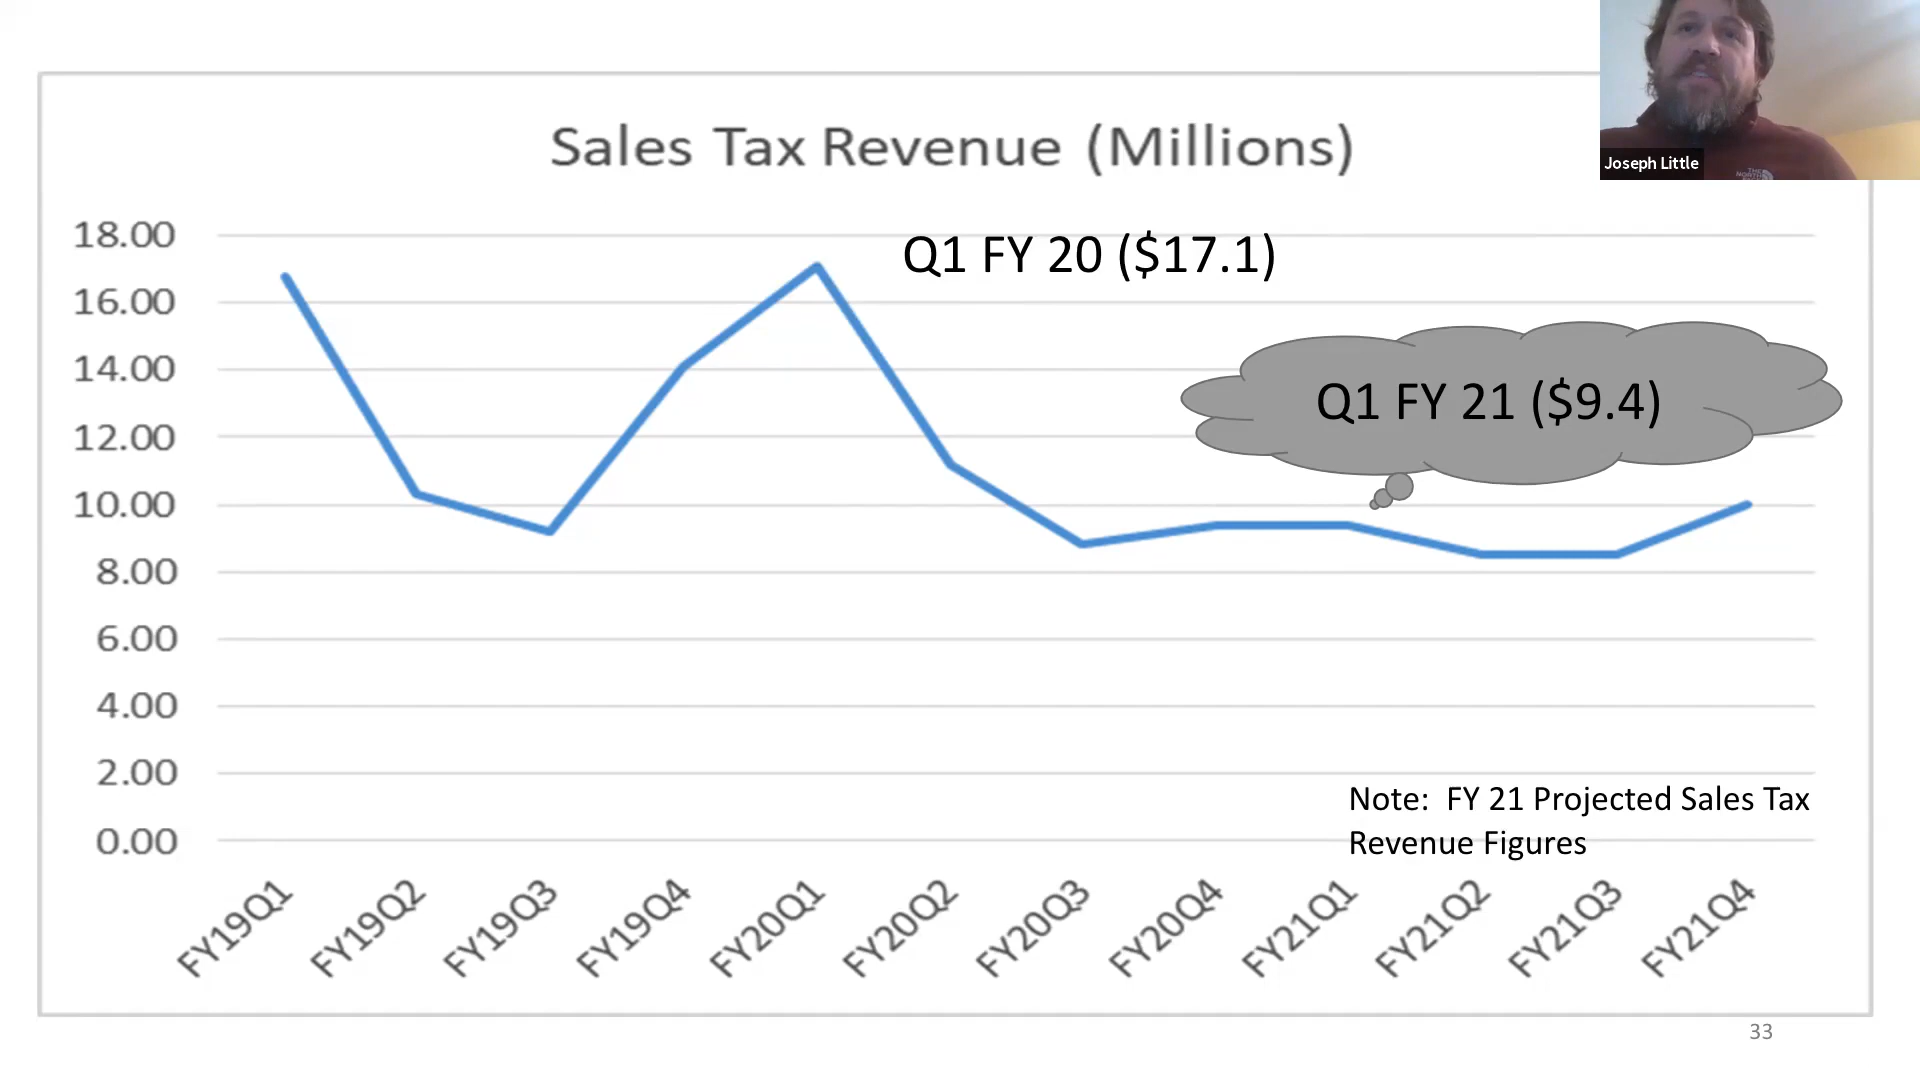 Joseph Little
THE
NORTH
Sales Tax Revenue (Millions)
18.00
16.00
14.00
12.00
10.00
8.00
6.00
4.00
2.00
0.00
Q1 FY 20 ($17.1)
Q1 FY 21 ($9.4)
Note: FY 21 Projected Sales Tax
Revenue Figures
FY19Q1
FY19Q2
FY19Q3
FY19Q4
FY20Q1
FY20Q2
FY20Q3
FY20Q4
FY21Q1
FY21Q2
FY21Q3
FY21Q4
33